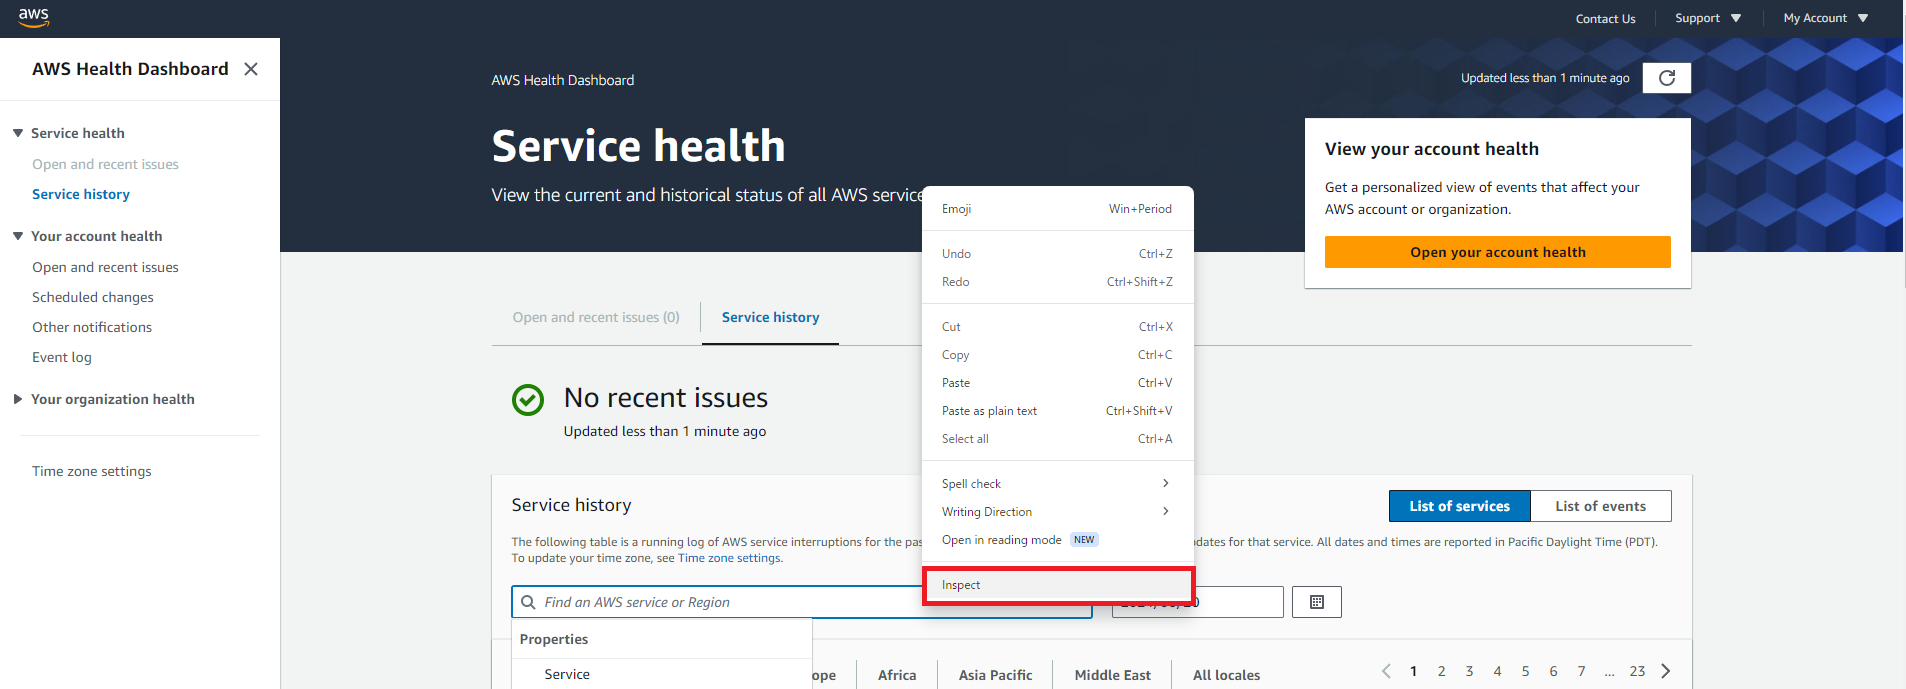 aws
Contact Us
Support
My Account
AWS Health Dashboard
Service health
Open and recent issues
Service history
Your account health
Open and recent issues
Scheduled changes
Other notifications
Event log
Your organization health
Time zone settings
AWS Health Dashboard
Updated less than 1 minute ago
Service health
View the current and historical status of all AWS service
View your account health
Get a personalized view of events that affect your
AWS account or organization.
Open your account health
Open and recent issues (0)
Service history
No recent issues
Updated less than 1 minute ago
Emoji Win+Period
Undo Ctrl+Z
Redo Ctrl+Shift+Z
Cut Ctrl+X
Copy Ctrl+C
Paste Ctrl+V
Paste as plain text Ctrl+Shift+V
Select all Ctrl+A
Spell check
Writing Direction
Open in reading mode NEW
Inspect
Service history
List of services
List of events
The following table is a running log of AWS service interruptions for the pas
dates for that service. All dates and times are reported in Pacific Daylight Time (PDT).
To update your time zone, see Time zone settings.
Find an AWS service or Region
Properties
Service
ope
Africa
Asia Pacific
Middle East
All locales
1 2 3 4 5 6 7 ... 23